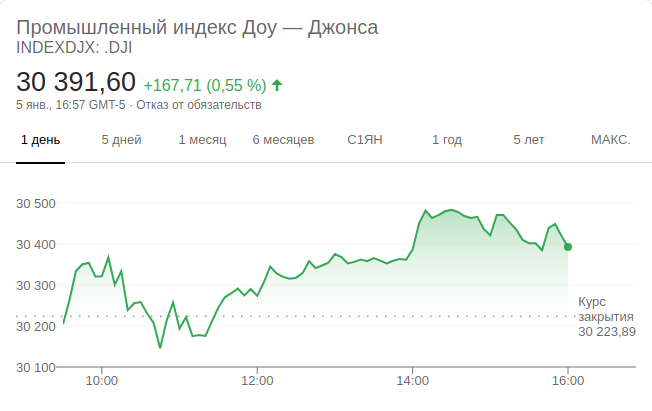 Промышленный индекс Доу — Джонса
INDEXDJX: .DJI
30 391,60 +167,71 (0,55 %)
5 янв., 16:57 GMT-5 · Отказ от обязательств
1 день 5 дней 1 месяц 6 месяцев С1ЯН 1 год 5 лет МАКС.
30 500
30 400
30 300
30 200
30 100
Курс
закрытия
30 223,89
10:00 12:00 14:00 16:00